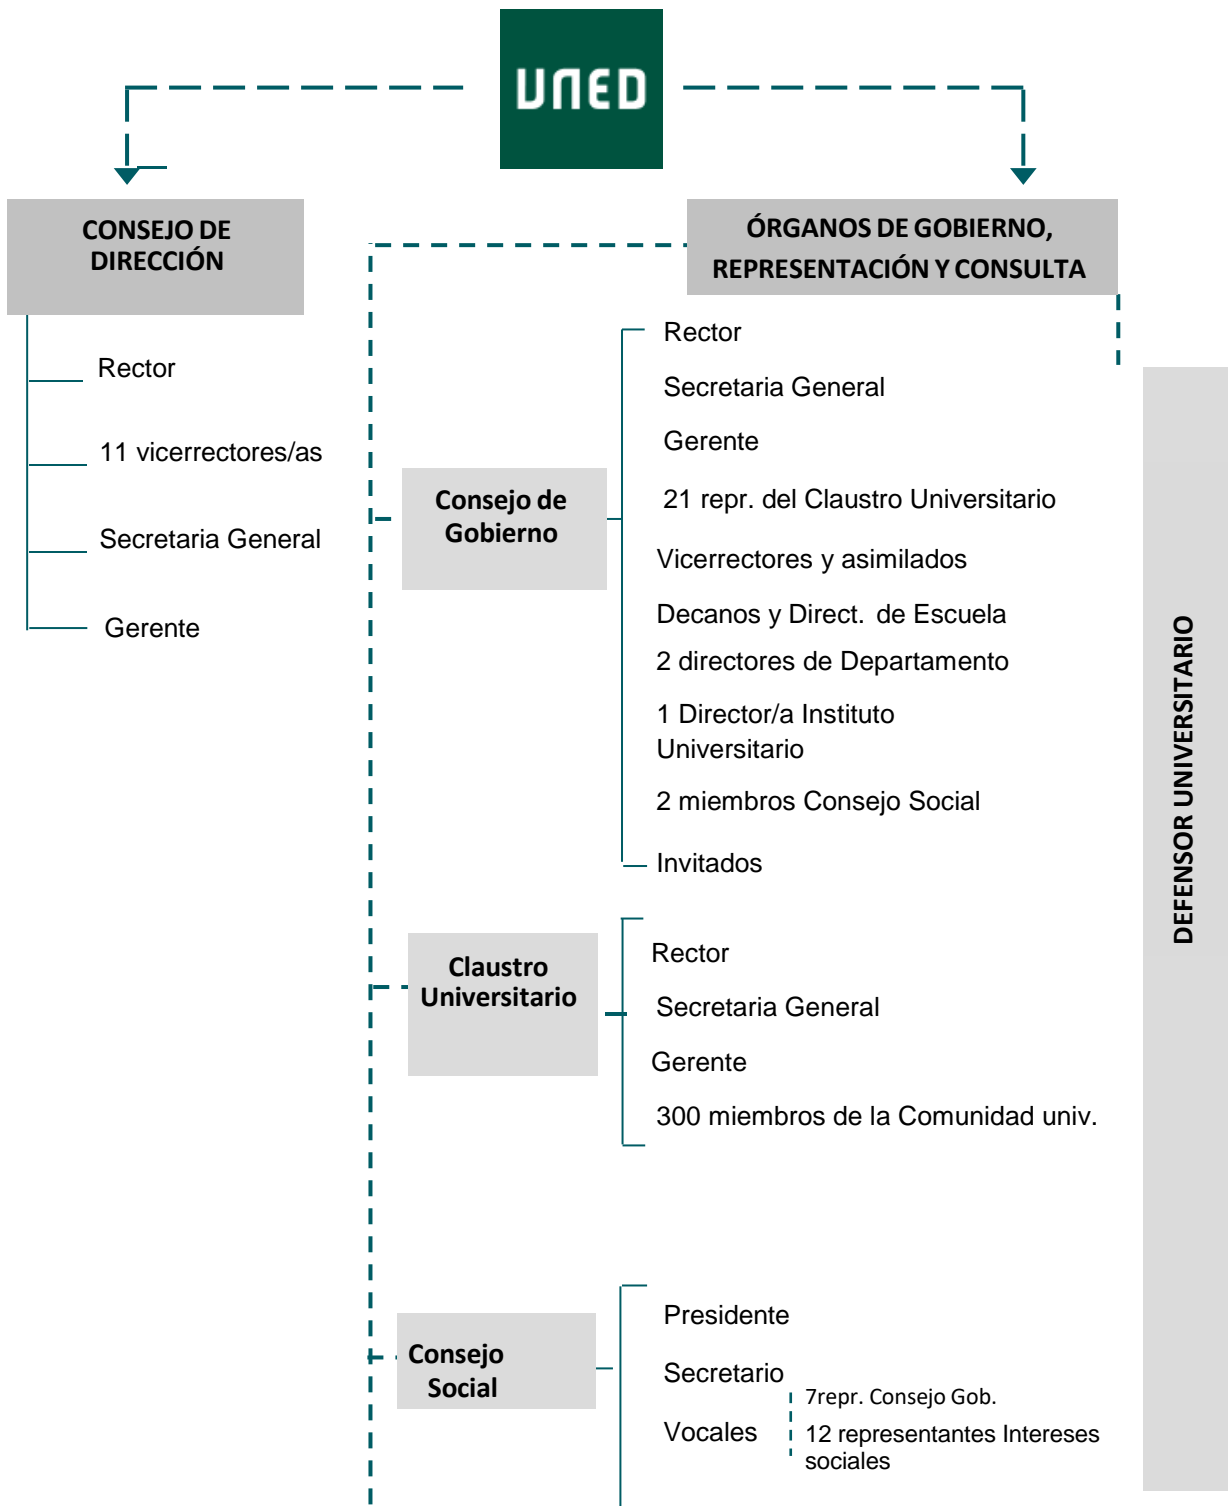 UNED
CONSEJO DE
DIRECCIÓN
Rector
11 vicerrectores/as
Secretaria General
Gerente
ÓRGANOS DE GOBIERNO,
REPRESENTACIÓN Y CONSULTA
Consejo de
Gobierno
Rector
Secretaria General
Gerente
21 repr. del Claustro Universitario
Vicerrectores y asimilados
Decanos y Direct. de Escuela
2 directores de Departamento
1 Director/a Instituto
Universitario
2 miembros Consejo Social
Invitados
Claustro
Universitario
Rector
Secretaria General
Gerente
300 miembros de la Comunidad univ.
Consejo
Social
Presidente
Secretario
Vocales
7repr. Consejo Gob.
12 representantes Intereses
sociales
DEFENSOR UNIVERSITARIO